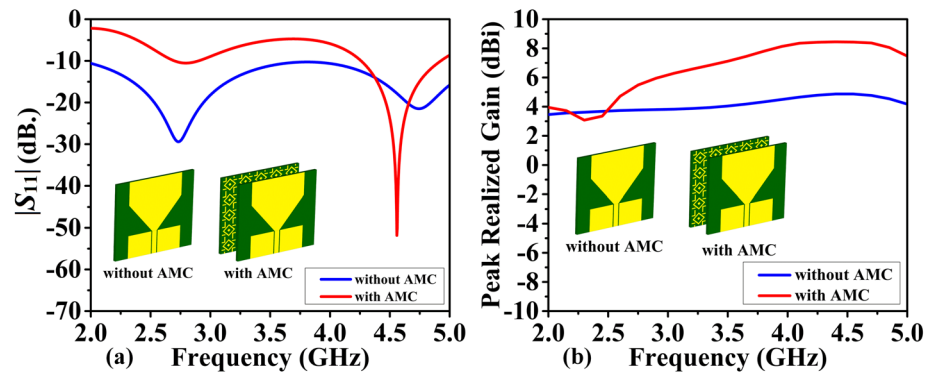 0
-10
-20
-30
-40
-50
-60
-70
|S11| (dB.
without AMC
with AMC
without AMC
with AMC
2.0 2.5 3.0 3.5 4.0 4.5 5.0
(a) Frequency (GHz)
10
8
6
4
2
0
-2
-4
-6
-8
-10
Peak Realized Gain (dBi)
without AMC
with AMC
without AMC
with AMC
2.0 2.5 3.0 3.5 4.0 4.5 5.0
(b) Frequency (GHz)